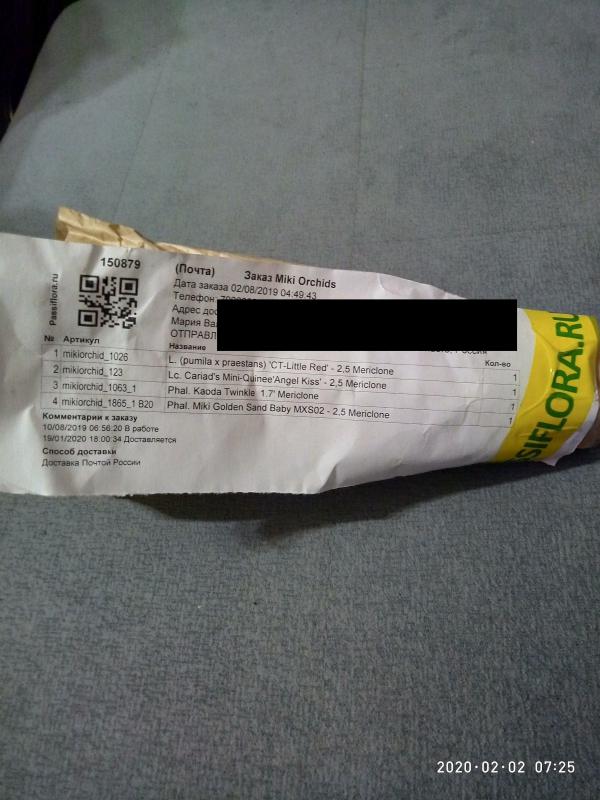 150879
Passiflora.ru
(Почта) Заказ Miki Orchids
Дата заказа 02/08/2019 04:49:43
Телефон:
Адрес
Мария
Россия
№ Артикул Название Кол-во
1 mikiorchid_1026 L. (pumila x praestans) 'CT-Little Red' - 2,5 Mericlone 1
2 mikiorchid_123 Lc. Cariad's Mini-Quinee'Angel Kiss' - 2,5 Mericlone 1
3 mikiorchid_1063_1 Phal. Kaoda Twinkle 1.7' Mericlone 1
4 mikiorchid_1865_1 B20 Phal. Miki Golden Sand Baby MXS02 - 2,5 Mericlone 1
Комментарии к заказу
10/08/2019 06:56:20 В работе
19/01/2020 18:00:34 Доставляется
Способ доставки
Доставка Почтой России
SIFLORA.RU
2020-02-02 07:25